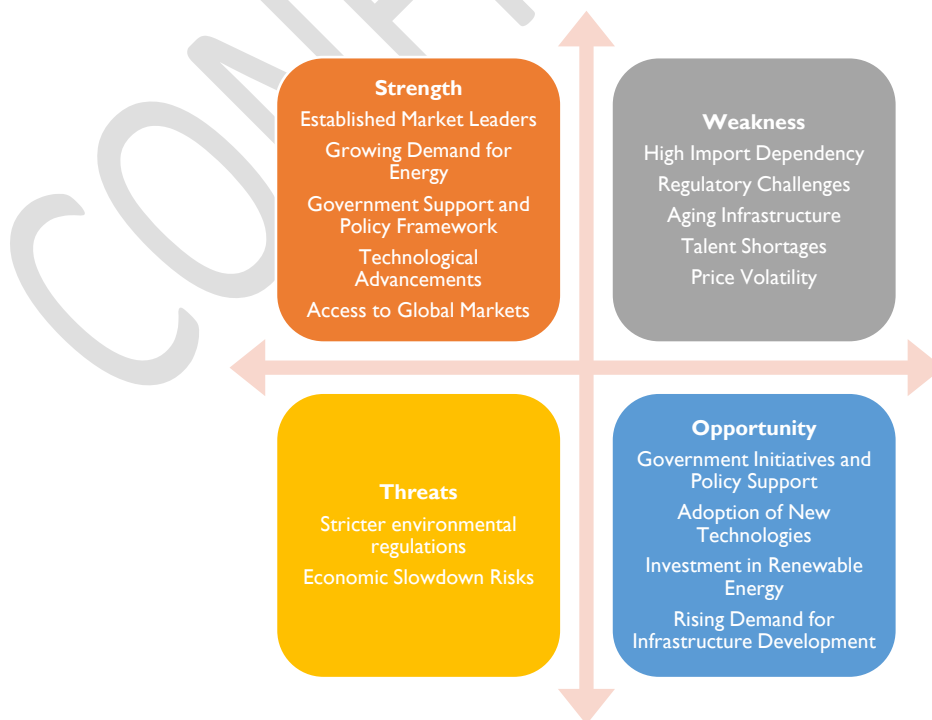 Strength
Established Market Leaders
Growing Demand for
Energy
Government Support and
Policy Framework
Technological
Advancements
Access to Global Markets
Weakness
High Import Dependency
Regulatory Challenges
Aging Infrastructure
Talent Shortages
Price Volatility
Threats
Stricter environmental
regulations
Economic Slowdown Risks
Opportunity
Government Initiatives and
Policy Support
Adoption of New
Technologies
Investment in Renewable
Energy
Rising Demand for
Infrastructure Development